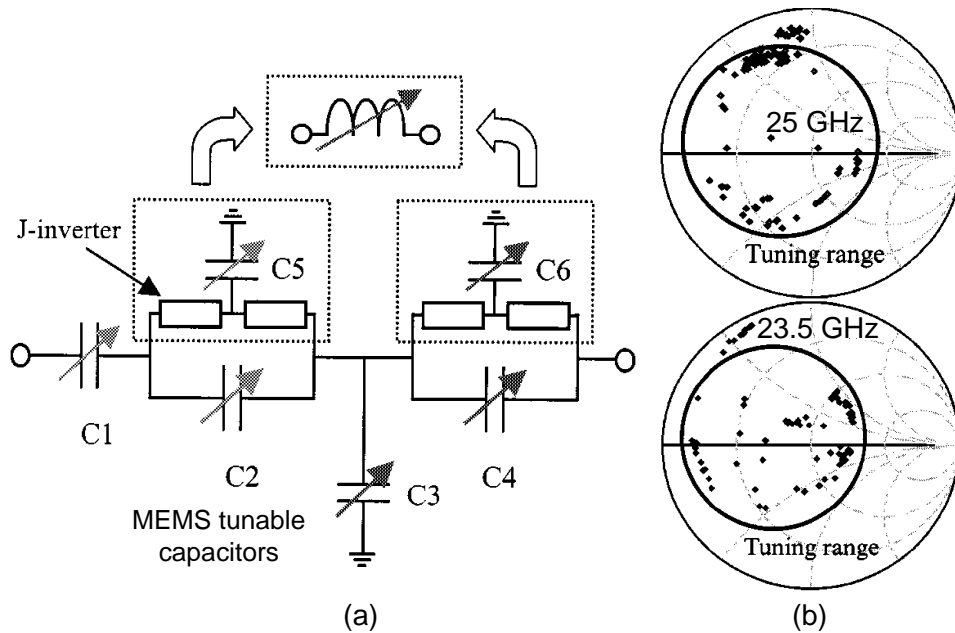 J-inverter
C5
C6
C1
C2
C3
C4
MEMS tunable
capacitors
(a)
25 GHz
Tuning range
23.5 GHz
Tuning range
(b)